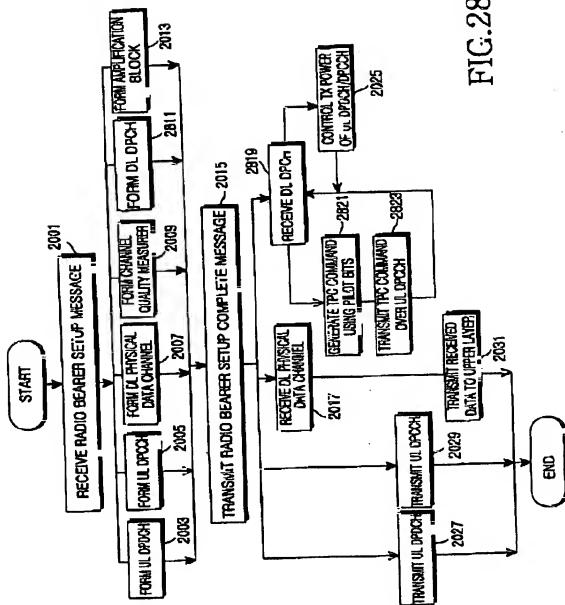 START
RECEIVE RADIO BEARER SETUP MESSAGE
2001
FORM UL DPDCH
2003
FORM UL DPCCH
2005
FORM DL PHYSICAL
DATA CHANNEL
2007
FORM CHANNEL
QUALITY MEASURER
2009
FORM DL DPCH
2811
FORM AMPLIFICATION
BLOCK
2013
TRANSMIT RADIO BEARER SETUP COMPLETE MESSAGE
2015
RECEIVE DL PHYSICAL
DATA CHANNEL
2017
RECEIVE DL DPCH
2819
GENERATE TPC COMMAND
USING PILOT BITS
2821
CONTROL TX POWER
OF UL DPDCH/DPCCH
2025
TRANSMIT TPC COMMAND
OVER UL DPCCH
2823
TRANSMIT UL DPDCH
2027
TRANSMIT UL DPCCH
2029
TRANSMIT RECEIVED
DATA TO UPPER LAYER
2031
END
FIG.28